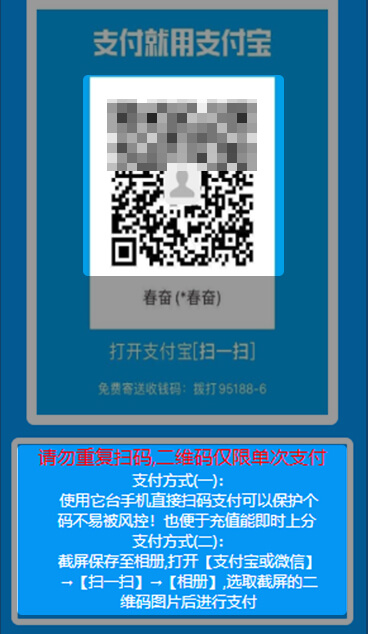 支付就用支付宝
春奋(*春奋)
打开支付宝[扫一扫]
免费寄送收钱码：拨打95188-6
请勿重复扫码,二维码仅限单次支付
支付方式(一):
使用它台手机直接扫码支付可以保护个
码不易被风控！也便于充值能即时上分
支付方式(二):
截屏保存至相册,打开【支付宝或微信】
→【扫一扫】→【相册】,选取截屏的二
维码图片后进行支付